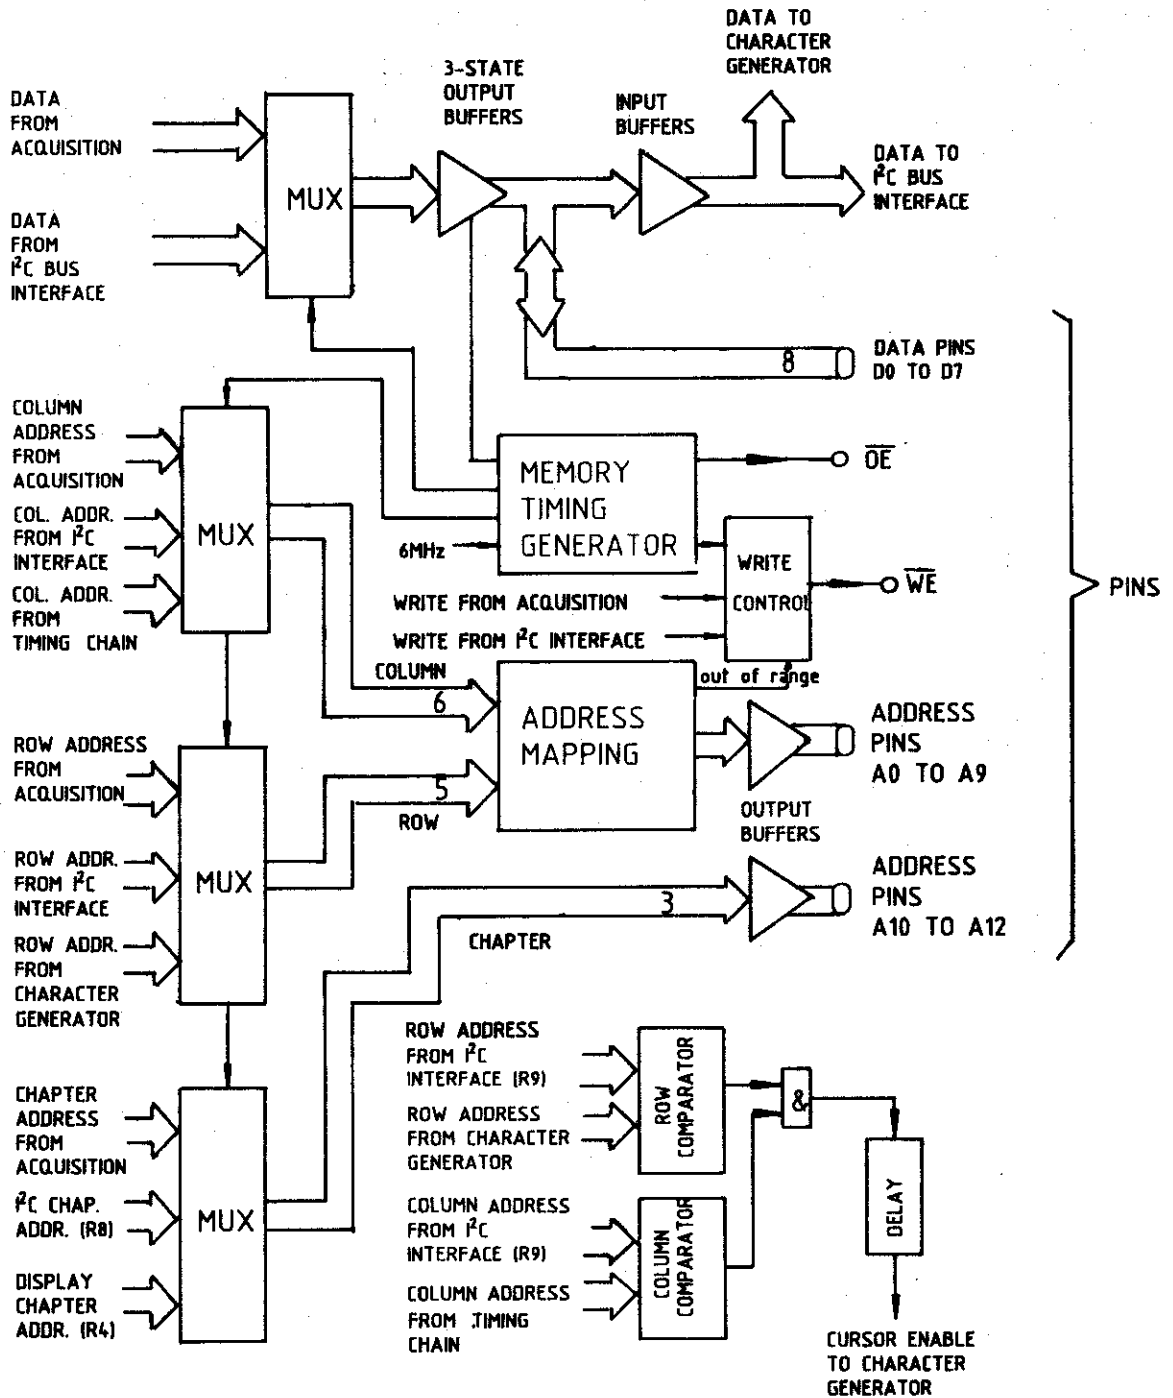 DATA TO
CHARACTER
GENERATOR
3-STATE
OUTPUT
BUFFERS
INPUT
BUFFERS
DATA
FROM
ACQUISITION
MUX
DATA TO
I²C BUS
INTERFACE
DATA
FROM
I²C BUS
INTERFACE
8
DATA PINS
D0 TO D7
COLUMN
ADDRESS
FROM
ACQUISITION
MUX
COL. ADDR.
FROM I²C
INTERFACE
COL. ADDR.
FROM
TIMING CHAIN
MEMORY
TIMING
GENERATOR
6MHz
OE
WRITE
CONTROL
WE
PINS
WRITE FROM ACQUISITION
WRITE FROM I²C INTERFACE
out of range
COLUMN
6
ADDRESS
MAPPING
ADDRESS
PINS
A0 TO A9
ROW ADDRESS
FROM
ACQUISITION
5
ROW
OUTPUT
BUFFERS
ROW ADDR.
FROM I²C
INTERFACE
MUX
ROW ADDR.
FROM
CHARACTER
GENERATOR
3
CHAPTER
ADDRESS
PINS
A10 TO A12
ROW ADDRESS
FROM I²C
INTERFACE (R9)
ROW ADDRESS
FROM CHARACTER
GENERATOR
ROW
COMPARATOR
&
DELAY
CHAPTER
ADDRESS
FROM
ACQUISITION
I²C CHAP.
ADDR. (R8)
MUX
DISPLAY
CHAPTER
ADDR. (R4)
COLUMN ADDRESS
FROM I²C
INTERFACE (R9)
COLUMN ADDRESS
FROM TIMING
CHAIN
COLUMN
COMPARATOR
CURSOR ENABLE
TO CHARACTER
GENERATOR